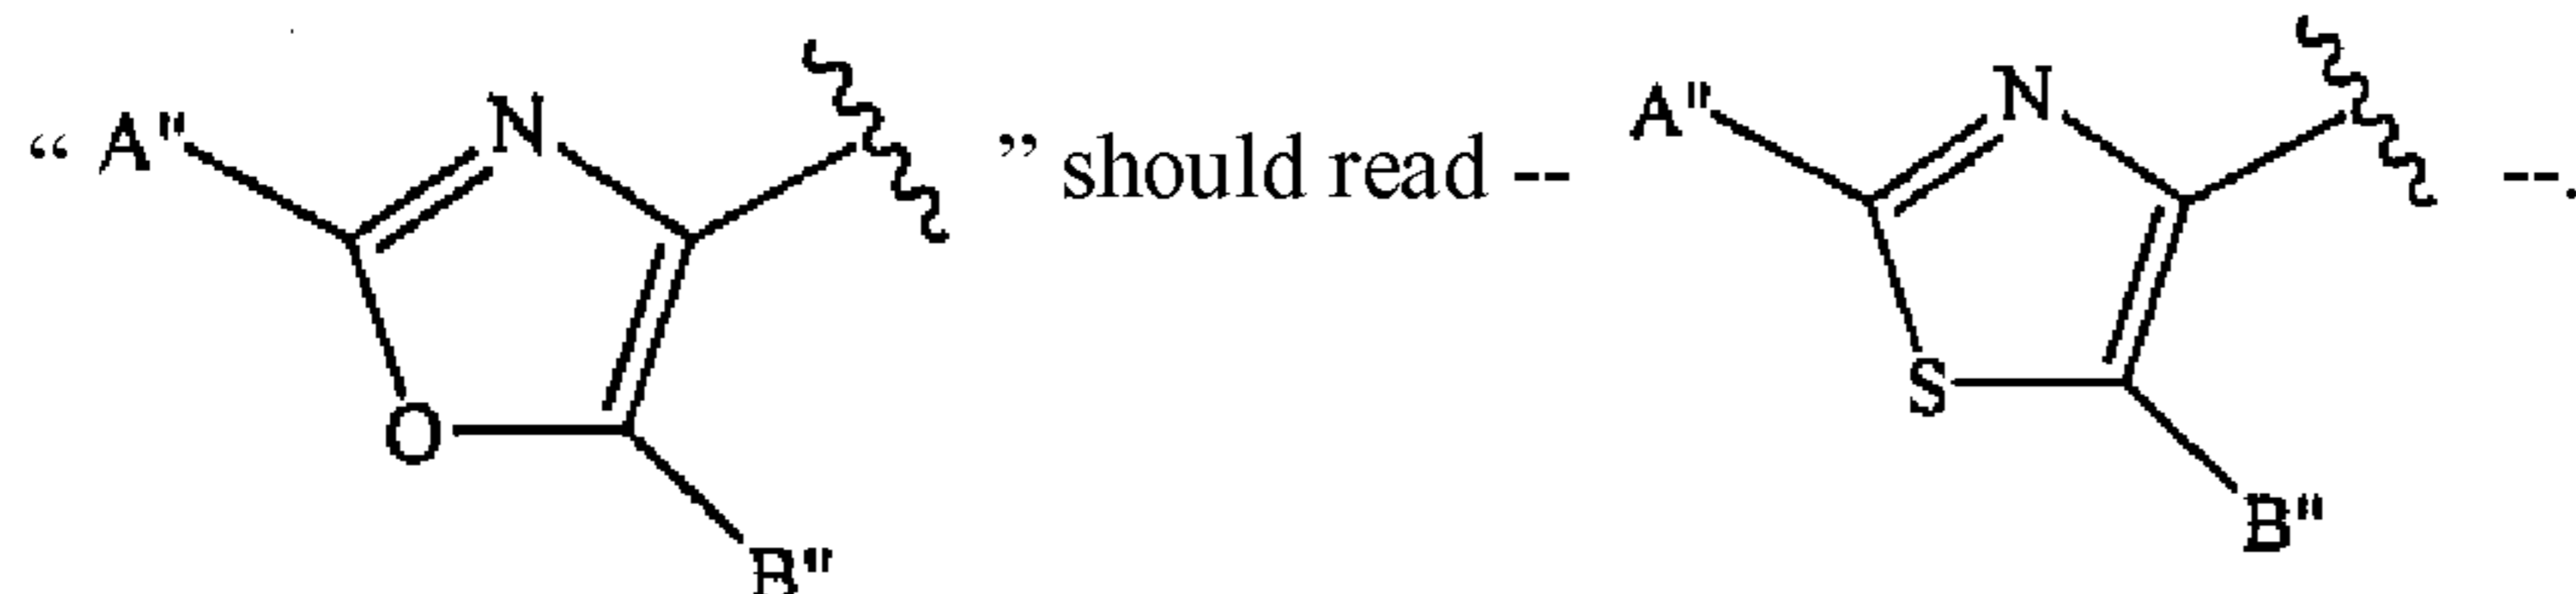 “ A" N O B" ” should read -- A" N S B" --.